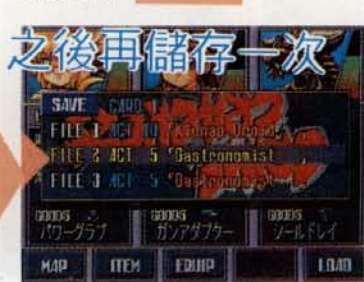 之後再儲存一次
SAVE CARD 1
FILE 1 ACT 10 "Kidnap Urchid
FILE 2 ACT 5 "Gastronomist
FILE 3 ACT 5 "Gastronomist
GOODS GOODS GOODS
パワーグラブ ガンアダプター シールドレイ
MAP ITEM EQUIP LOAD